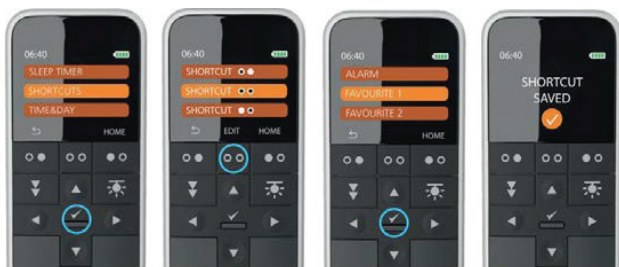 06:40
SLEEP TIMER
SHORTCUTS
TIME&DAY
HOME
06:40
SHORTCUT
SHORTCUT
SHORTCUT
EDIT HOME
06:40
ALARM
FAVOURITE 1
FAVOURITE 2
HOME
06:40
SHORTCUT
SAVED